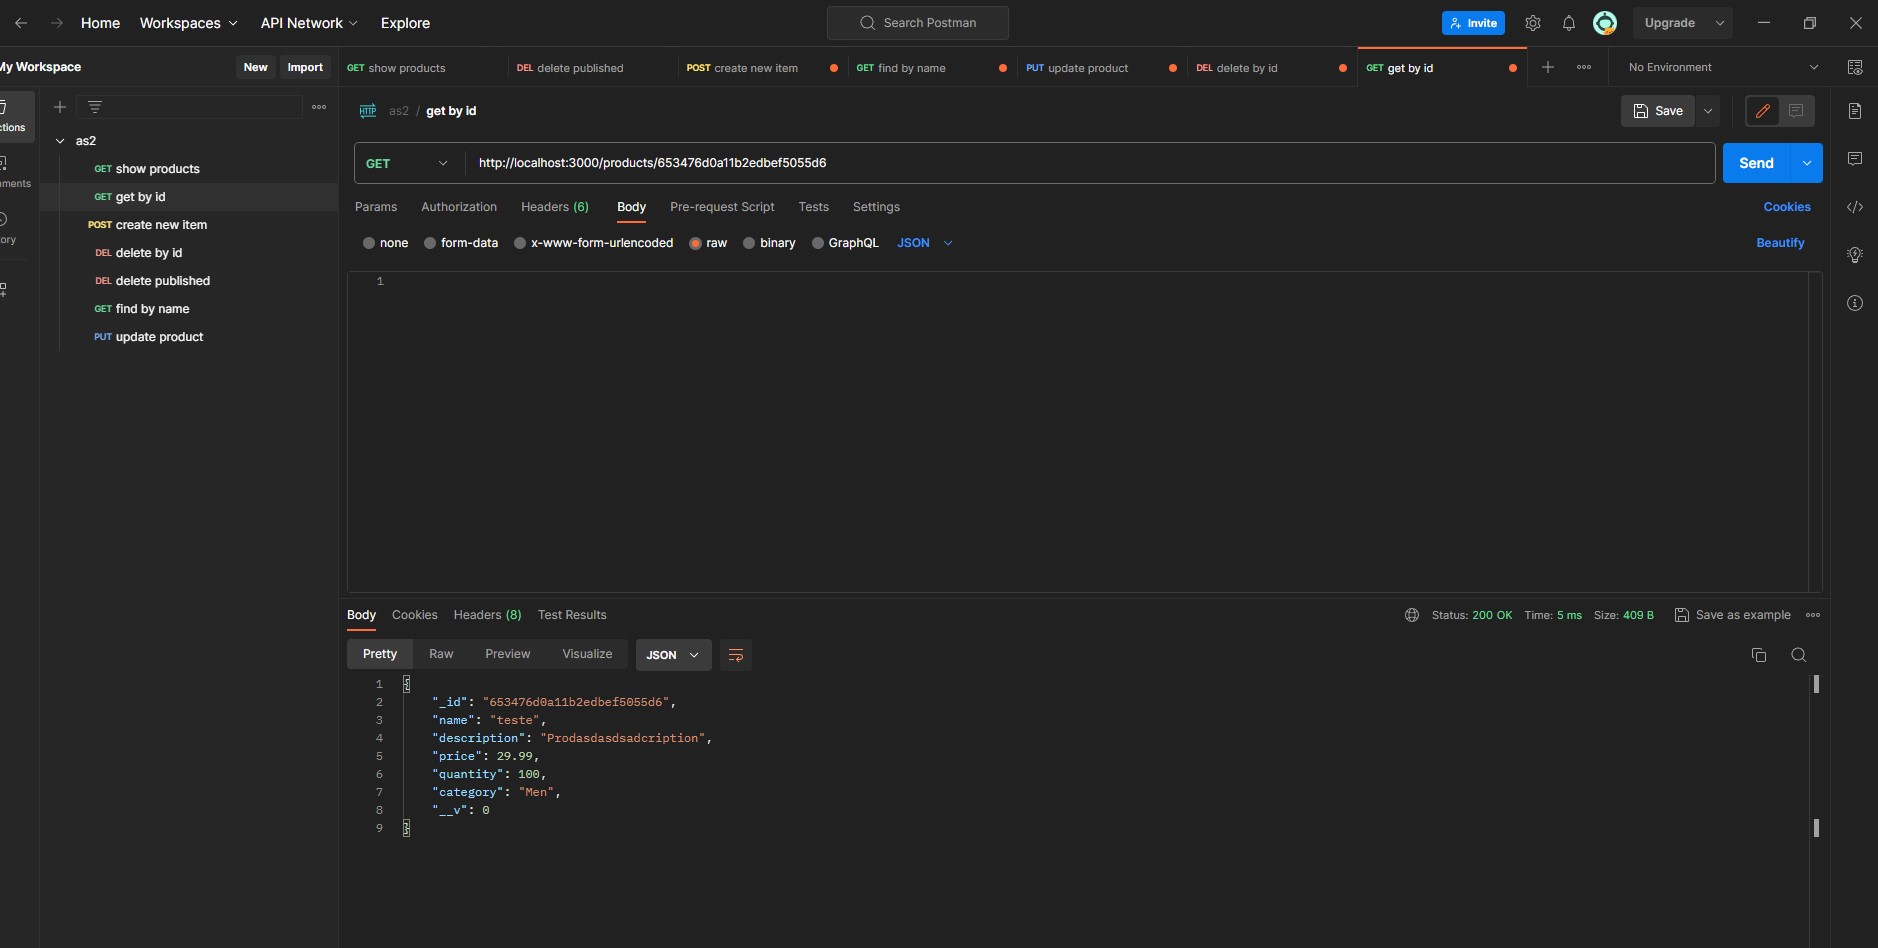 Home Workspaces API Network Explore Search Postman Invite Upgrade
My Workspace New Import GET show products DEL delete published POST create new item GET find by name PUT update product DEL delete by id GET get by id No Environment
HTTP as2 / get by id Save
as2
GET show products
GET get by id
POST create new item
DEL delete by id
DEL delete published
GET find by name
PUT update product
ctions
nments
ory
GET http://localhost:3000/products/653476d0a11b2edbef5055d6 Send
Params Authorization Headers (6) Body Pre-request Script Tests Settings Cookies
none form-data x-www-form-urlencoded raw binary GraphQL JSON Beautify
1
Body Cookies Headers (8) Test Results Status: 200 OK Time: 5 ms Size: 409 B Save as example
Pretty Raw Preview Visualize JSON
1 {
2 "_id": "653476d0a11b2edbef5055d6",
3 "name": "teste",
4 "description": "Prodasdasdsadcription",
5 "price": 29.99,
6 "quantity": 100,
7 "category": "Men",
8 "__v": 0
9 }